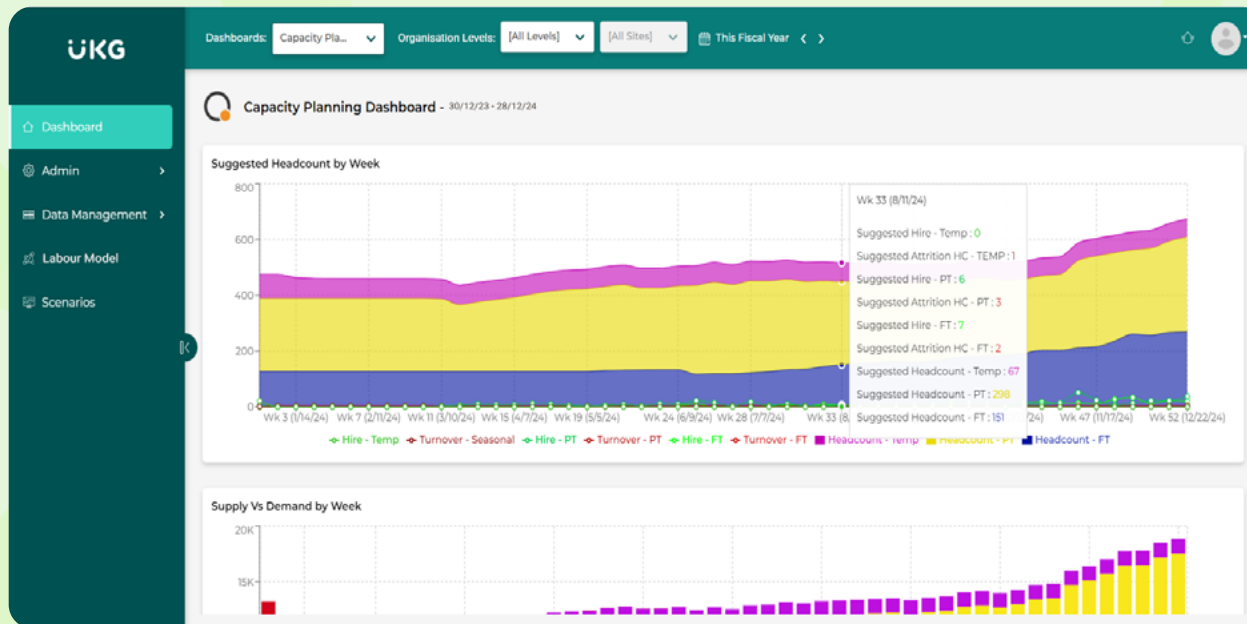 UKG
Dashboards:
Capacity Pla...
Organisation Levels:
[All Levels]
[All Sites]
This Fiscal Year
Dashboard
Admin
Data Management
Labour Model
Scenarios
Capacity Planning Dashboard - 30/12/23 - 28/12/24
Suggested Headcount by Week
800
600
400
200
0
Wk 33 (8/11/24)
Suggested Hire - Temp : 0
Suggested Attrition HC - TEMP : 1
Suggested Hire - PT : 6
Suggested Attrition HC - PT : 3
Suggested Hire - FT : 7
Suggested Attrition HC - FT : 2
Suggested Headcount - Temp : 67
Suggested Headcount - PT : 298
Suggested Headcount - FT : 151
Wk 3 (1/14/24) Wk 7 (2/11/24) Wk 11 (3/10/24) Wk 15 (4/7/24) Wk 19 (5/5/24) Wk 24 (6/9/24) Wk 28 (7/7/24) Wk 33 (8/ 24) Wk 47 (11/17/24) Wk 52 (12/22/24)
Hire - Temp Turnover - Seasonal Hire - PT Turnover - PT Hire - FT Turnover - FT Headcount - Temp Headcount - PT Headcount - FT
Supply Vs Demand by Week
20K
15K